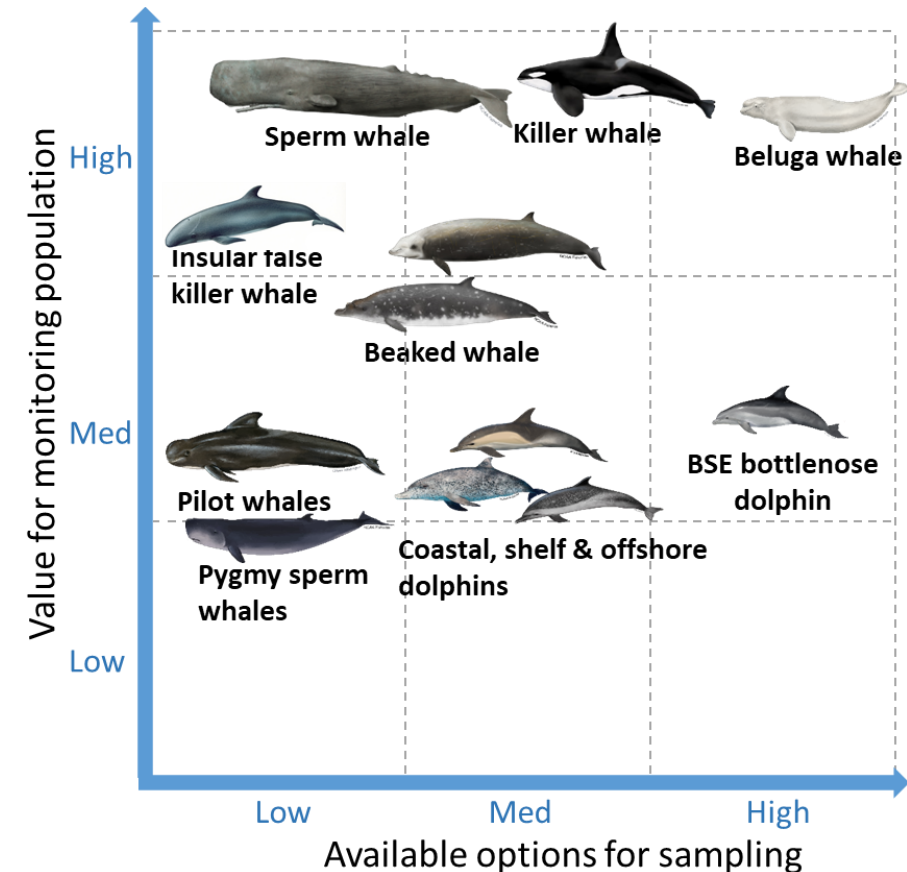 Value for monitoring population
High
Med
Low
Sperm whale
Killer whale
Beluga whale
Insular false
killer whale
Beaked whale
Pilot whales
BSE bottlenose
dolphin
Pygmy sperm
whales
Coastal, shelf & offshore
dolphins
Low
Med
High
Available options for sampling